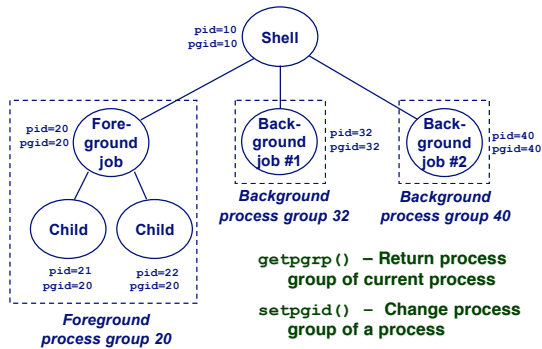 pid=10
pgid=10
Shell
pid=20
pgid=20
Fore-
ground
job
Back-
ground
job #1
pid=32
pgid=32
Back-
ground
job #2
pid=40
pgid=40
Background
process group 32
Background
process group 40
Child
Child
pid=21
pgid=20
pid=22
pgid=20
Foreground
process group 20
getpgrp() – Return process
group of current process
setpgid() – Change process
group of a process